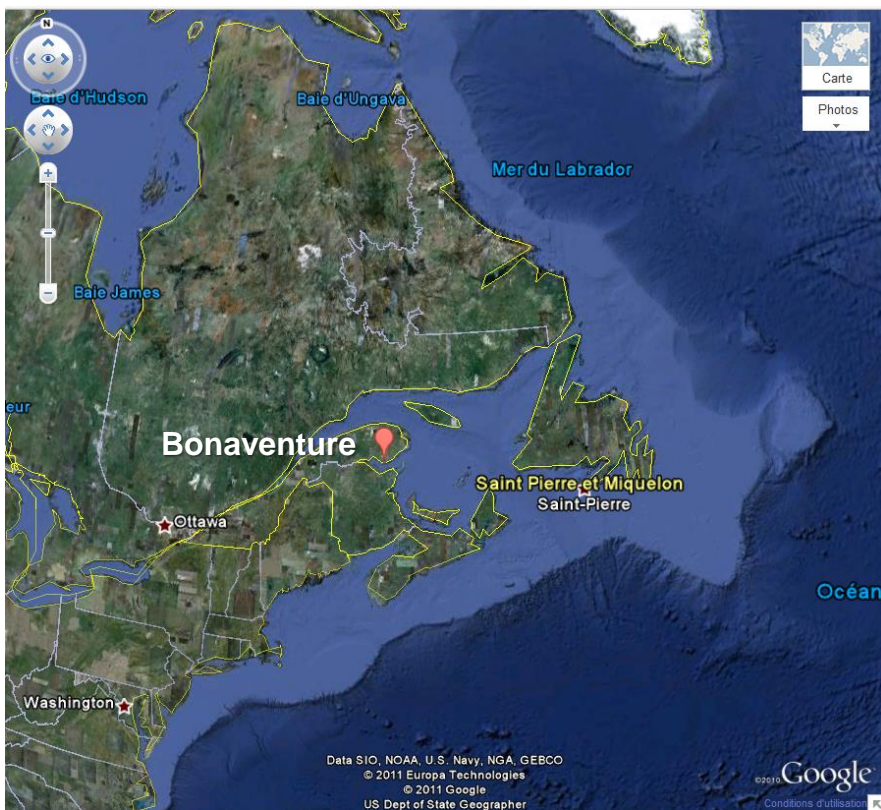 N
Baie d'Hudson
Baie d'Ungava
Carte
Photos
Mer du Labrador
Baie James
eur
Bonaventure
Saint Pierre et Miquelon
Saint-Pierre
Ottawa
Océan
Washington
Data SIO, NOAA, U.S. Navy, NGA, GEBCO
© 2011 Europa Technologies
© 2011 Google
US Dept of State Geographer
©2010 Google
Conditions d'utilisation